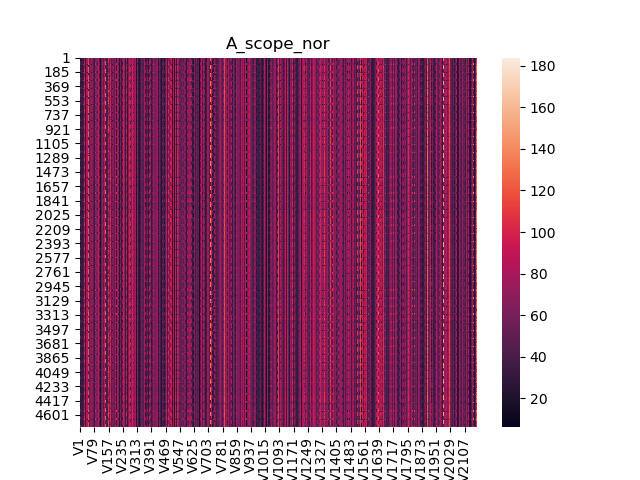 A_scope_nor
1
185
369
553
737
921
1105
1289
1473
1657
1841
2025
2209
2393
2577
2761
2945
3129
3313
3497
3681
3865
4049
4233
4417
4601
V1
V79
V157
V235
V313
V391
V469
V547
V625
V703
V781
V859
V937
V1015
V1093
V1171
V1249
V1327
V1405
V1483
V1561
V1639
V1717
V1795
V1873
V1951
V2029
V2107
180
160
140
120
100
80
60
40
20